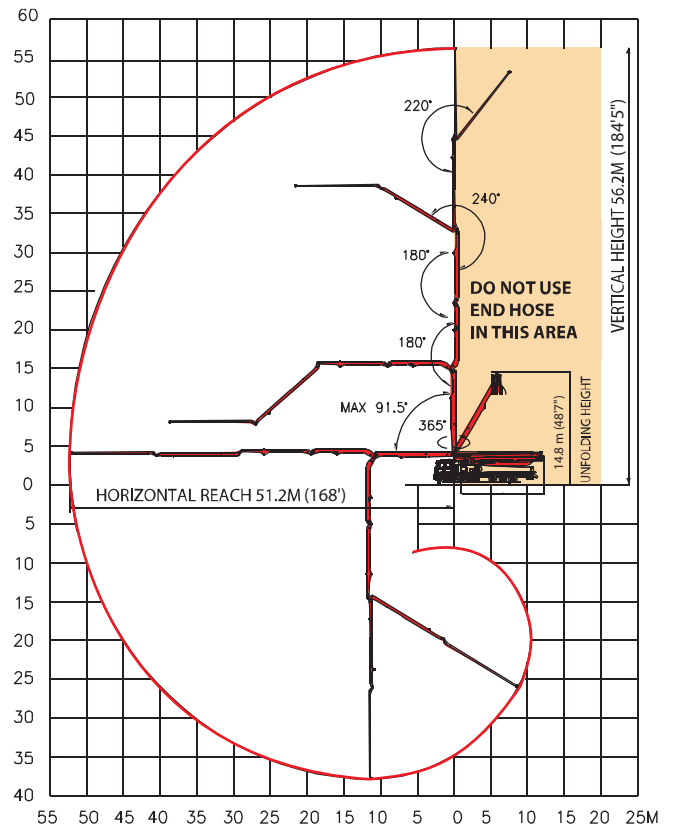 60
55
50
45
40
35
30
25
20
15
10
5
0
5
10
15
20
25
30
35
40
220°
240°
180°
180°
MAX 91.5°
365°
DO NOT USE
END HOSE
IN THIS AREA
VERTICAL HEIGHT 56.2M (184'5")
14.8 m (48'7")
UNFOLDING HEIGHT
HORIZONTAL REACH 51.2M (168')
55 50 45 40 35 30 25 20 15 10 5 0 5 10 15 20 25M